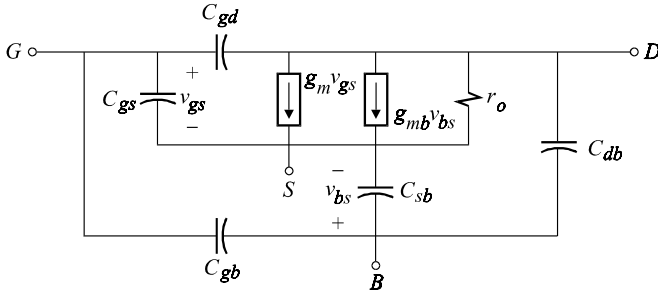 C_gd
G
D
+
C_gs
v_gs
−
g_m v_gs
g_mb v_bs
r_o
C_db
S
−
v_bs
+
C_sb
C_gb
B